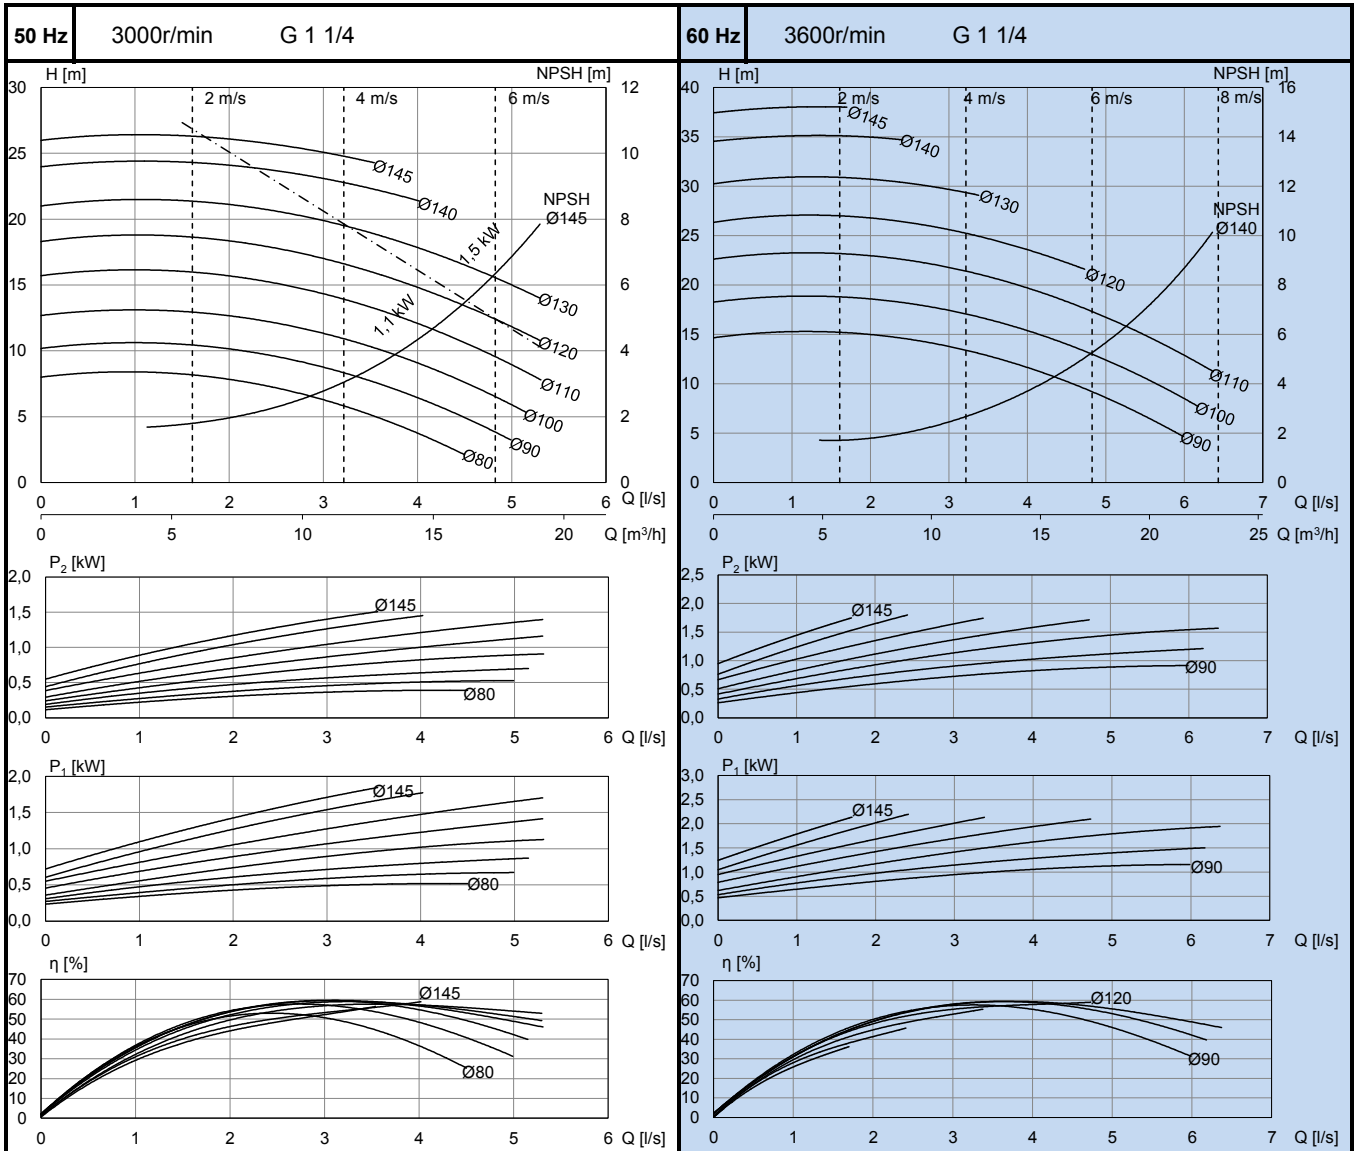 50 Hz 3000r/min G 1 1/4
H [m] NPSH [m]
30 2 m/s 4 m/s 6 m/s 12
25 10
Ø145
Ø140
NPSH
Ø145
20 8
1,5 kW
15 6
Ø130
1,1 kW
Ø120
10 4
Ø110
Ø100
5 2
Ø90
Ø80
0 0
0 1 2 3 4 5 6 Q [l/s]
0 5 10 15 20 Q [m³/h]
P2 [kW]
2,0
Ø145
1,5
1,0
0,5 Ø80
0,0
0 1 2 3 4 5 6 Q [l/s]
P1 [kW]
2,0
Ø145
1,5
1,0
0,5 Ø80
0,0
0 1 2 3 4 5 6 Q [l/s]
η [%]
70
60 Ø145
50
40
30
20 Ø80
10
0
0 1 2 3 4 5 6 Q [l/s]
60 Hz 3600r/min G 1 1/4
H [m] NPSH [m]
40 2 m/s 4 m/s 6 m/s 8 m/s 16
Ø145
35 Ø140 14
30 Ø130 12
NPSH
Ø140
25 10
Ø120
20 8
15 6
Ø110
10 4
Ø100
Ø90
5 2
0 0
0 1 2 3 4 5 6 7 Q [l/s]
0 5 10 15 20 25 Q [m³/h]
P2 [kW]
2,5
2,0 Ø145
1,5
1,0 Ø90
0,5
0,0
0 1 2 3 4 5 6 7 Q [l/s]
P1 [kW]
3,0
2,5
Ø145
2,0
1,5
1,0 Ø90
0,5
0,0
0 1 2 3 4 5 6 7 Q [l/s]
η [%]
70
60 Ø120
50
40
30 Ø90
20
10
0
0 1 2 3 4 5 6 7 Q [l/s]